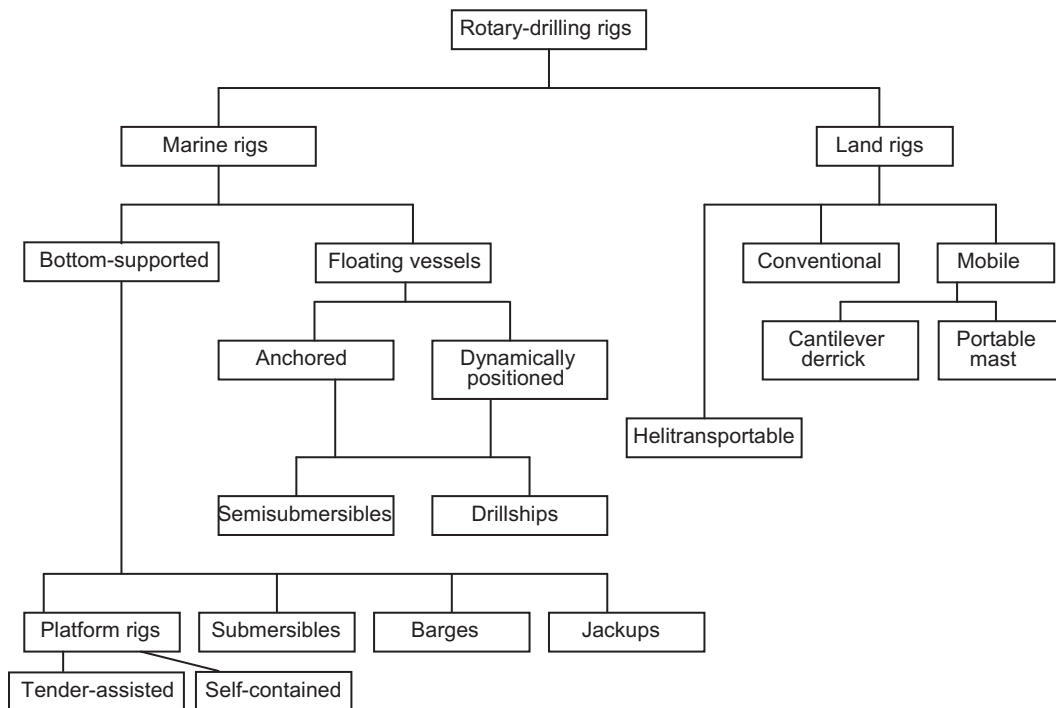 Rotary-drilling rigs
Marine rigs
Land rigs
Bottom-supported
Floating vessels
Conventional
Mobile
Anchored
Dynamically
positioned
Cantilever
derrick
Portable
mast
Helitransportable
Semisubmersibles
Drillships
Platform rigs
Submersibles
Barges
Jackups
Tender-assisted
Self-contained